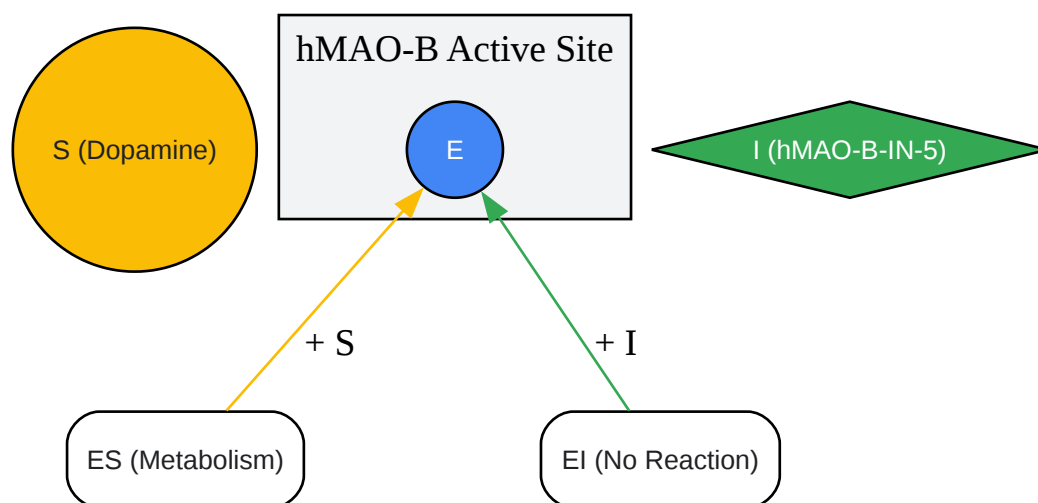 hMAO-B Active Site
S (Dopamine)
E
I (hMAO-B-IN-5)
+ S
+ I
ES (Metabolism)
EI (No Reaction)